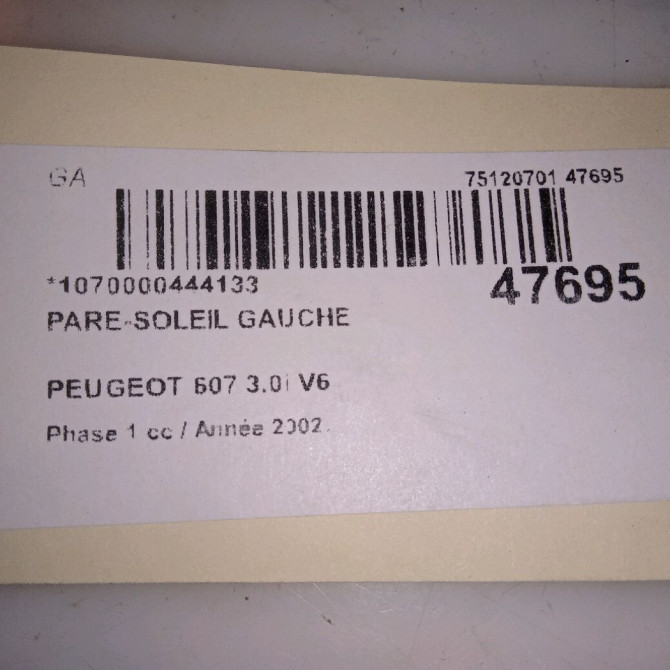 GA 75120701 47695
*1070000444133
47695
PARE-SOLEIL GAUCHE
PEUGEOT 607 3.0i V6
Phase 1 cc / Année 2002.